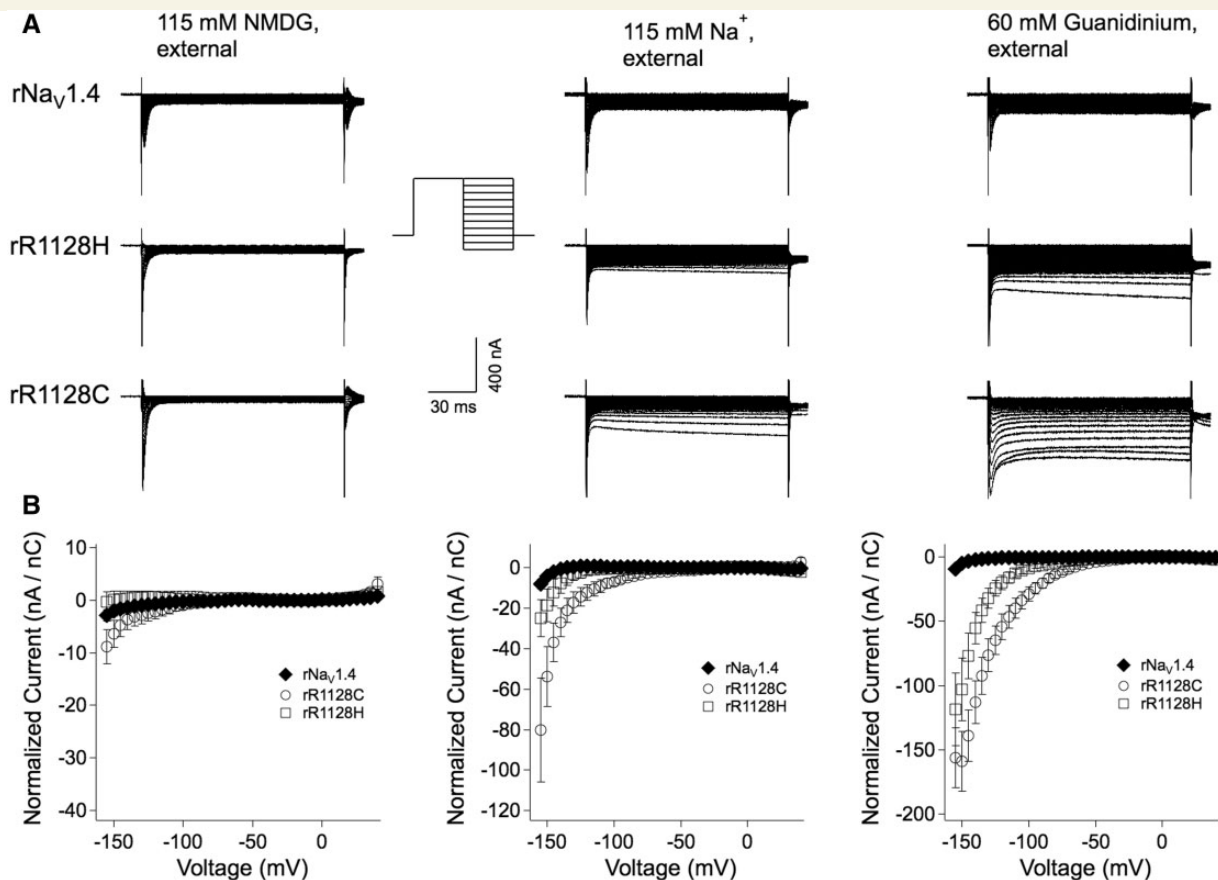 A
115 mM NMDG,
external
115 mM Na⁺,
external
60 mM Guanidinium,
external
rNaV1.4
rR1128H
rR1128C
400 nA
30 ms
B
Normalized Current (nA / nC)
10
0
-10
-20
-30
-40
-150
-100
-50
0
Voltage (mV)
rNaV1.4
rR1128C
rR1128H
Normalized Current (nA / nC)
0
-20
-40
-60
-80
-100
-120
-150
-100
-50
0
Voltage (mV)
rNaV1.4
rR1128C
rR1128H
Normalized Current (nA / nC)
0
-50
-100
-150
-200
-150
-100
-50
0
Voltage (mV)
rNaV1.4
rR1128C
rR1128H